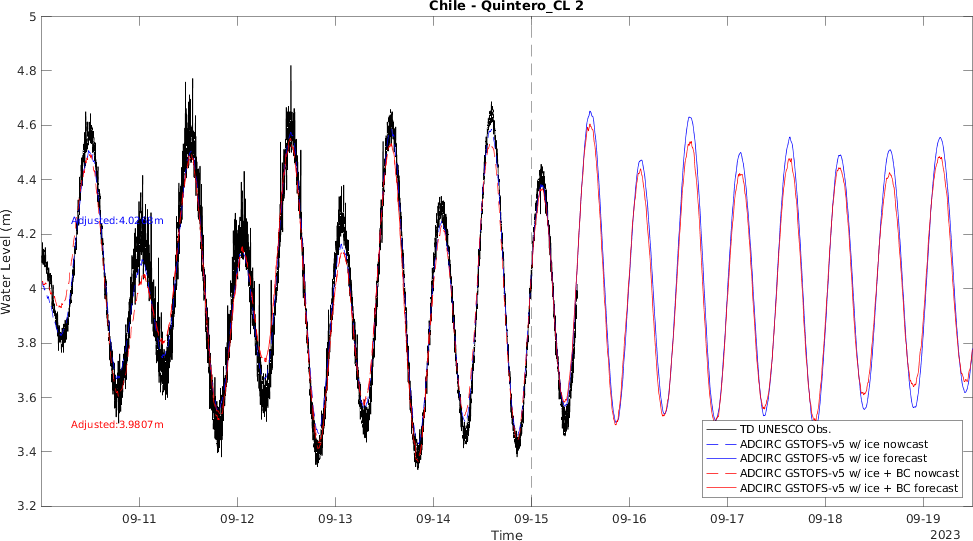 Chile - Quintero_CL 2
5
4.8
4.6
4.4
4.2
4
3.8
3.6
3.4
3.2
Water Level (m)
Adjusted:3.9807m
TD UNESCO Obs.
ADCIRC GSTOFS-v5 w/ ice nowcast
ADCIRC GSTOFS-v5 w/ ice forecast
ADCIRC GSTOFS-v5 w/ ice + BC nowcast
ADCIRC GSTOFS-v5 w/ ice + BC forecast
09-11
09-12
09-13
09-14
09-15
09-16
09-17
09-18
09-19
Time
2023